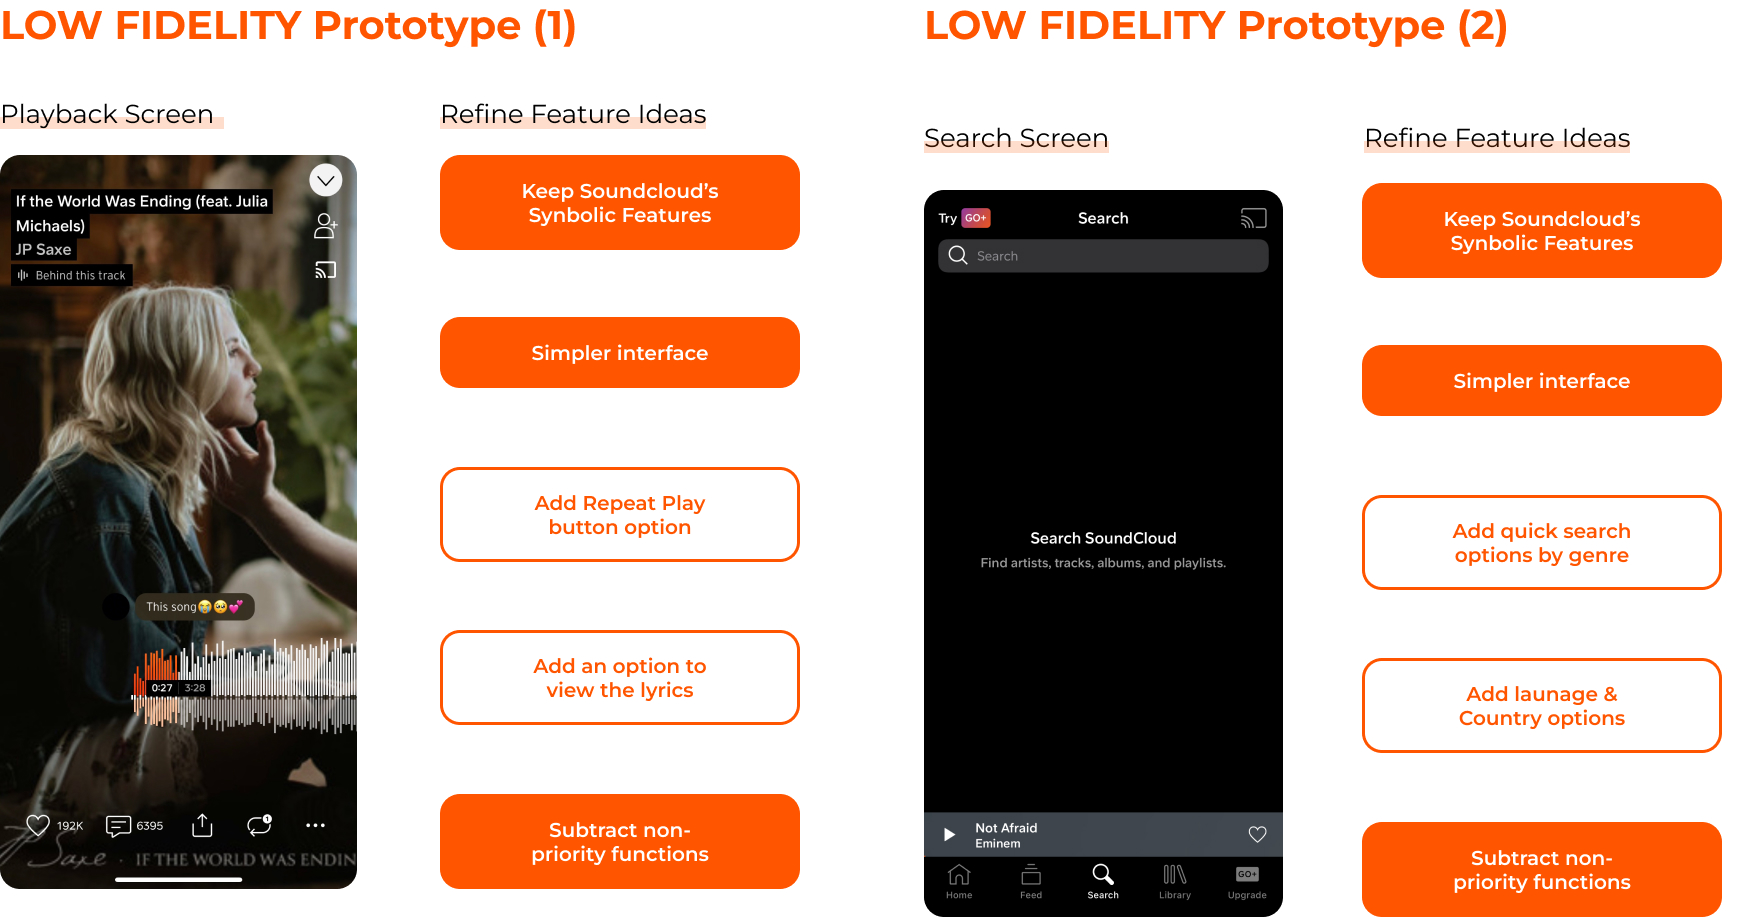 LOW FIDELITY Prototype (1)
Playback Screen
If the World Was Ending (feat. Julia
Michaels)
JP Saxe
Behind this track
This song😭🥺💕
0:27 | 3:28
192K
6395
1
JP Saxe · IF THE WORLD WAS ENDIN
Refine Feature Ideas
Keep Soundcloud’s
Synbolic Features
Simpler interface
Add Repeat Play
button option
Add an option to
view the lyrics
Subtract non-
priority functions
LOW FIDELITY Prototype (2)
Search Screen
Try GO+
Search
Search
Search SoundCloud
Find artists, tracks, albums, and playlists.
Not Afraid
Eminem
Home
Feed
Search
Library
GO+
Upgrade
Refine Feature Ideas
Keep Soundcloud’s
Synbolic Features
Simpler interface
Add quick search
options by genre
Add launage &
Country options
Subtract non-
priority functions